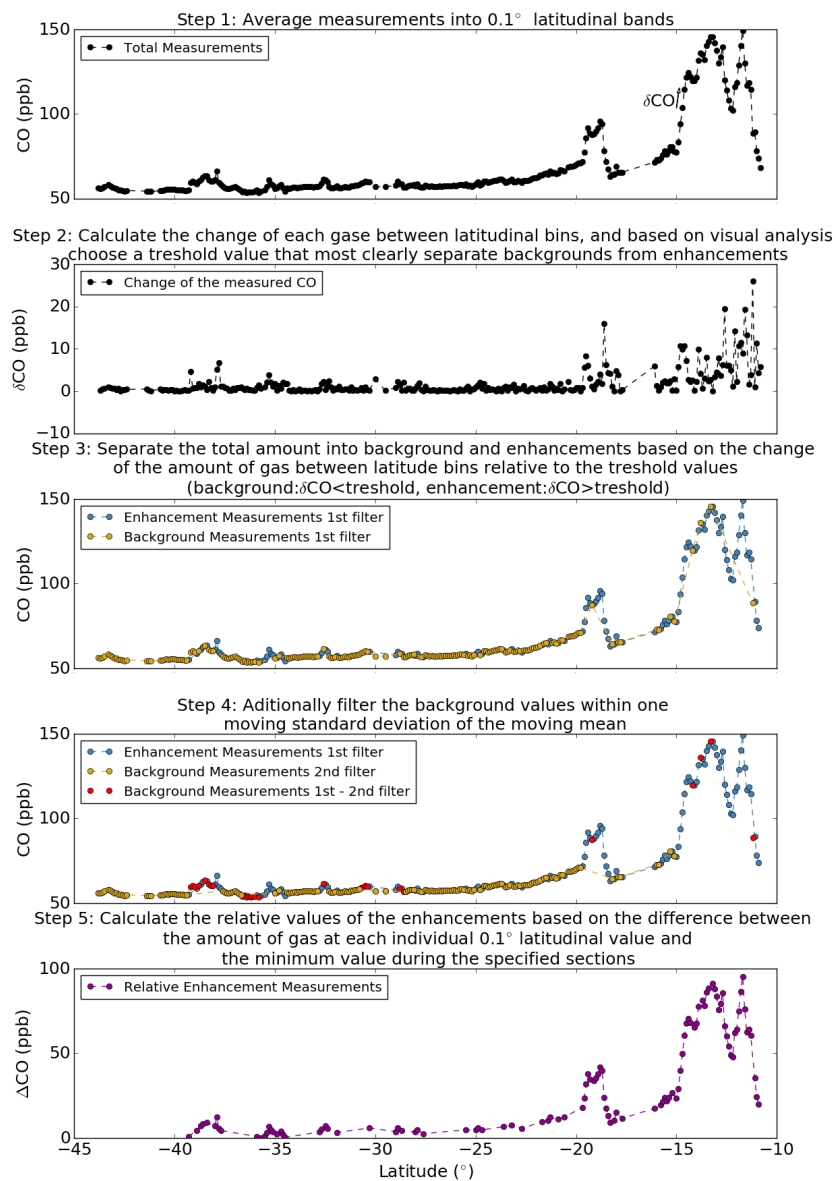 Step 1: Average measurements into 0.1° latitudinal bands
150
Total Measurements
CO (ppb)
100
δCO
50
Step 2: Calculate the change of each gase between latitudinal bins, and based on visual analysis
choose a treshold value that most clearly separate backgrounds from enhancements
30
Change of the measured CO
20
δCO (ppb)
10
0
−10
Step 3: Separate the total amount into background and enhancements based on the change
of the amount of gas between latitude bins relative to the treshold values
(background:δCO<treshold, enhancement:δCO>treshold)
150
Enhancement Measurements 1st filter
Background Measurements 1st filter
CO (ppb)
100
50
Step 4: Aditionally filter the background values within one
moving standard deviation of the moving mean
150
Enhancement Measurements 1st filter
Background Measurements 2nd filter
Background Measurements 1st - 2nd filter
CO (ppb)
100
50
Step 5: Calculate the relative values of the enhancements based on the difference between
the amount of gas at each individual 0.1° latitudinal value and
the minimum value during the specified sections
100
Relative Enhancement Measurements
ΔCO (ppb)
50
0
−45 −40 −35 −30 −25 −20 −15 −10
Latitude (°)